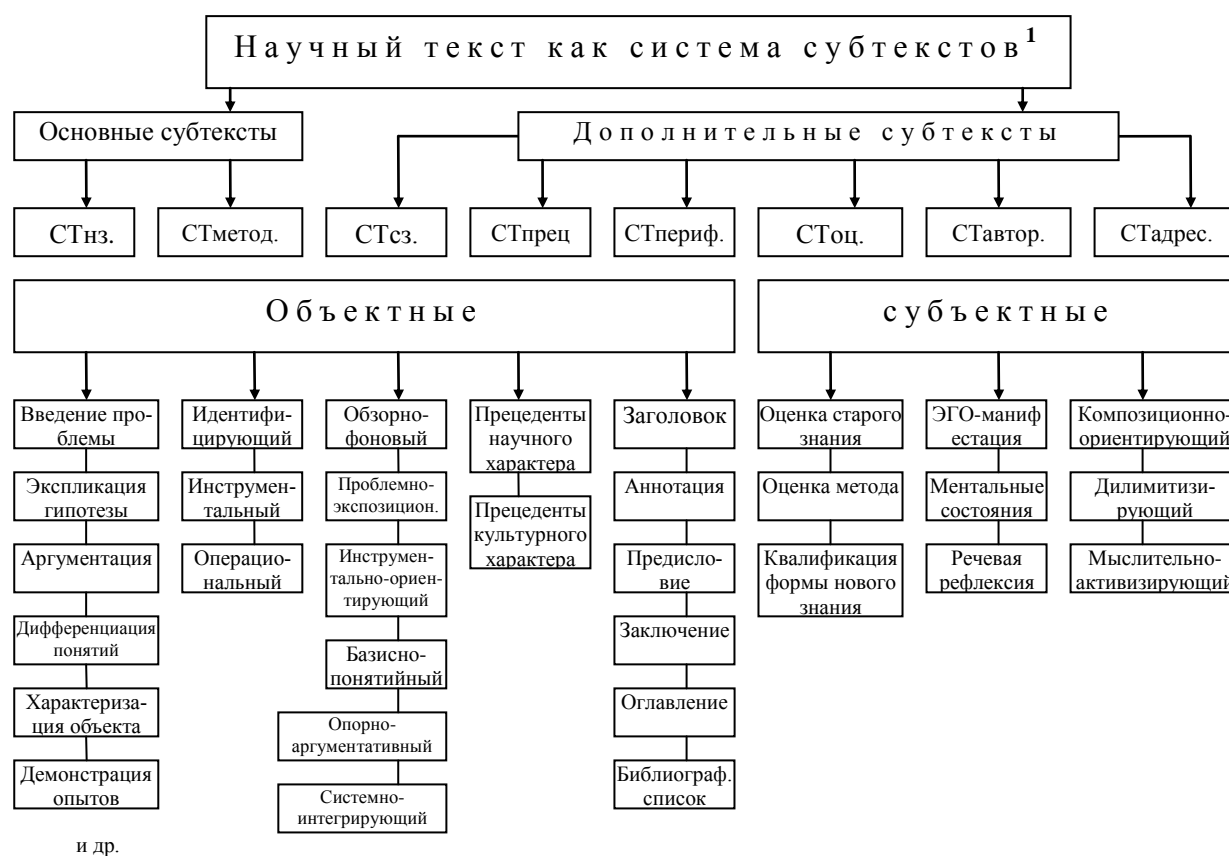 Научный текст как система субтекстов1
Основные субтексты
Дополнительные субтексты
СТнз.
СТметод.
СТсз.
СТпрец
СТпериф.
СТоц.
СТавтор.
СТадрес.
Объектные
субъектные
Введение про-
блемы
Экспликация
гипотезы
Аргументация
Дифференциация
понятий
Характериза-
ция объекта
Демонстрация
опытов
и др.
Идентифи-
цирующий
Инструмен-
тальный
Операцио-
нальный
Обзорно-
фоновый
Проблемно-
экспозицион.
Инструмен-
тально-ориен-
тирующий
Базисно-
понятийный
Опорно-
аргументативный
Системно-
интегрирующий
Прецеденты
научного
характера
Прецеденты
культурного
характера
Заголовок
Аннотация
Предисло-
вие
Заключение
Оглавление
Библиограф.
список
Оценка старого
знания
Оценка метода
Квалификация
формы нового
знания
ЭГО-маниф
естация
Ментальные
состояния
Речевая
рефлексия
Композиционно-
ориентирующий
Дилимитизи-
рующий
Мыслительно-
активизирующий